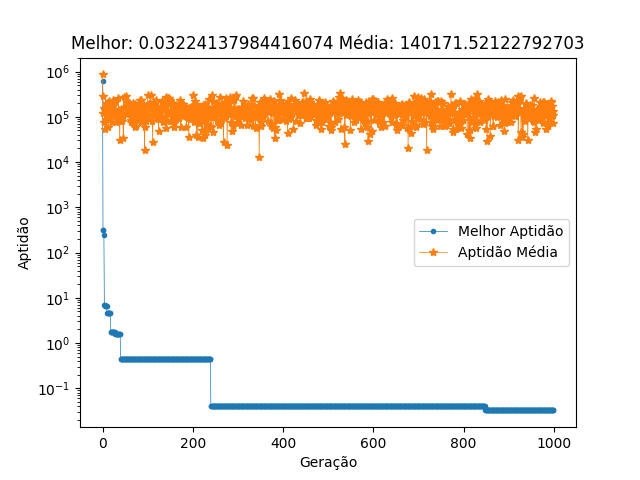 Melhor: 0.03224137984416074 Média: 140171.52122792703
Aptidão
10^6
10^5
10^4
10^3
10^2
10^1
10^0
10^-1
Melhor Aptidão
Aptidão Média
0 200 400 600 800 1000
Geração